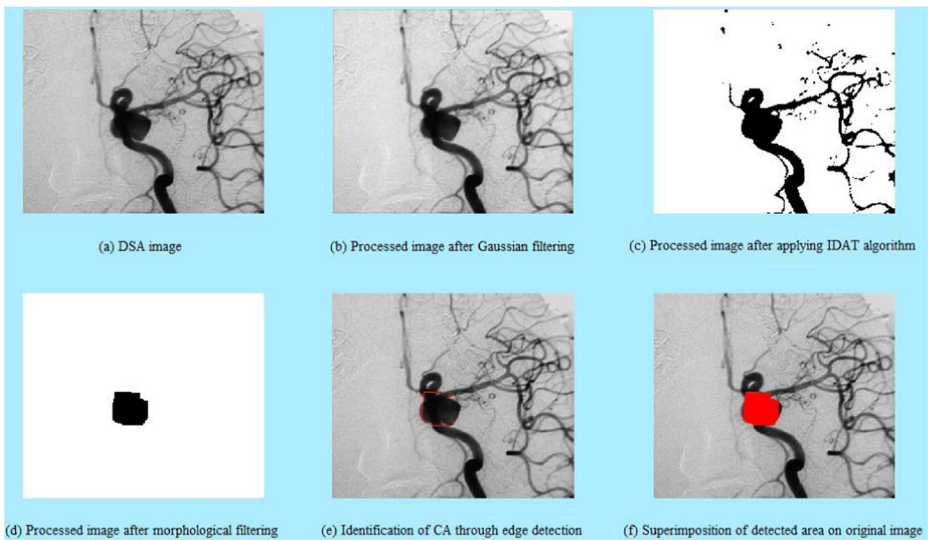 (a) DSA image
(b) Processed image after Gaussian filtering
(c) Processed image after applying IDAT algorithm
(d) Processed image after morphological filtering
(e) Identification of CA through edge detection
(f) Superimposition of detected area on original image